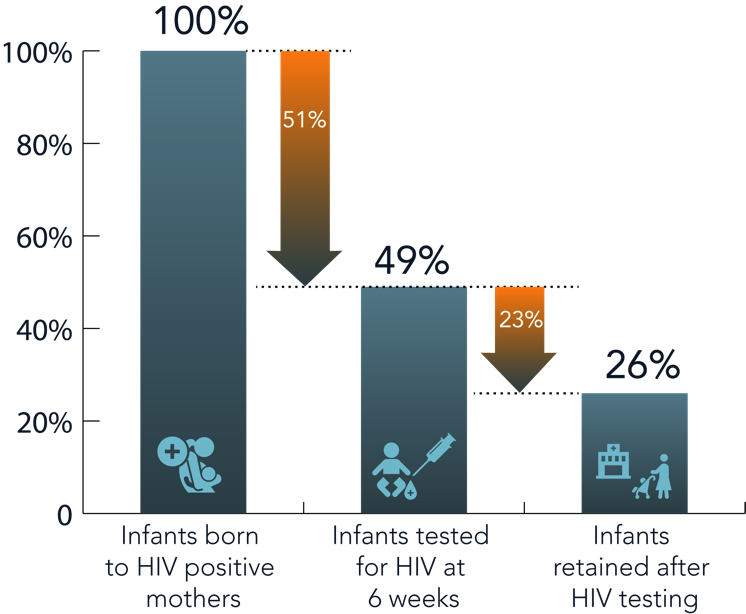 100%
100%
51%
80%
60%
49%
40%
23%
26%
20%
0
Infants born
to HIV positive
mothers
Infants tested
for HIV at
6 weeks
Infants
retained after
HIV testing